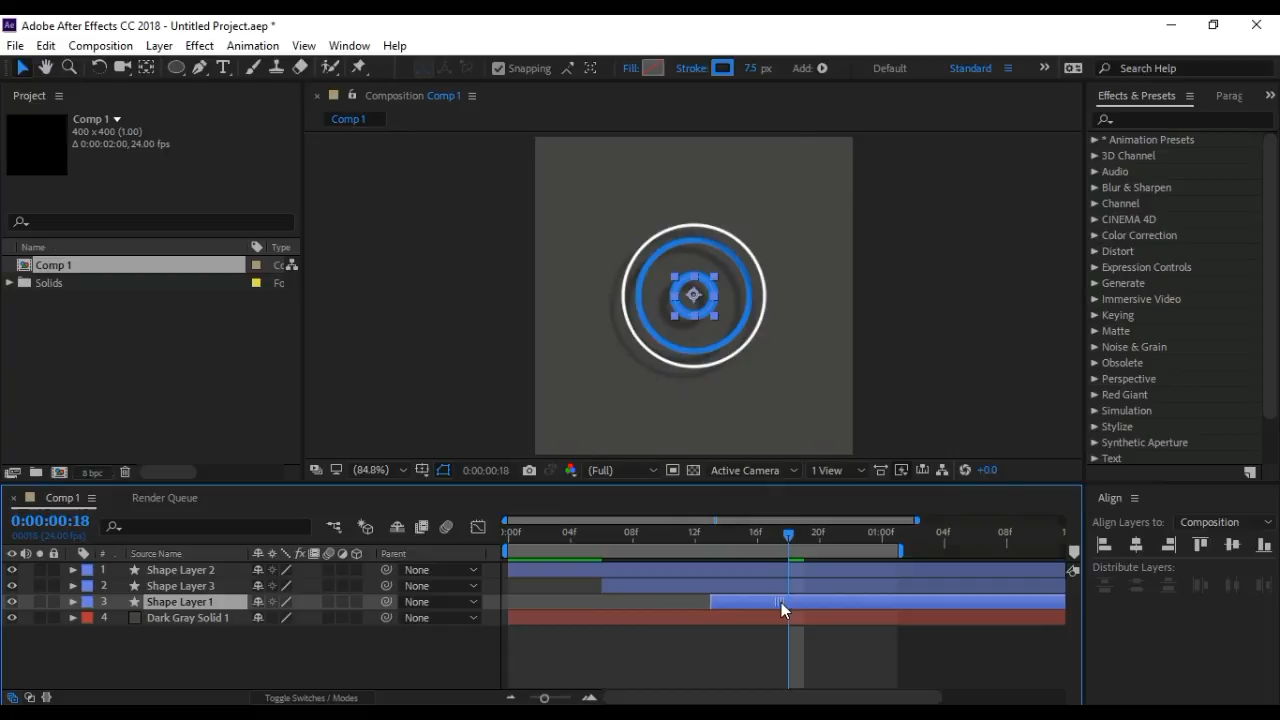 Ae Adobe After Effects CC 2018 - Untitled Project.aep *
File Edit Composition Layer Effect Animation View Window Help
Snapping Fill: Stroke: 7.5 px Add: Default Standard Search Help
Project
Comp 1
400 x 400 (1.00)
Δ 0:00:02:00, 24.00 fps
Name Type
Comp 1
Solids Fo
8 bpc
Composition Comp 1
Comp 1
(84.8%) 0:00:00:18 (Full) Active Camera 1 View +0.0
Effects & Presets Parag
* Animation Presets
3D Channel
Audio
Blur & Sharpen
Channel
CINEMA 4D
Color Correction
Distort
Expression Controls
Generate
Immersive Video
Keying
Matte
Noise & Grain
Obsolete
Perspective
Red Giant
Simulation
Stylize
Synthetic Aperture
Text
Comp 1 Render Queue
0:00:00:18
00018 (24.00 fps)
:00f 04f 08f 12f 16f 20f 01:00f 04f 08f 1
# Source Name Parent
1 Shape Layer 2 None
2 Shape Layer 3 None
3 Shape Layer 1 None
4 Dark Gray Solid 1 None
Toggle Switches / Modes
Align
Align Layers to: Composition
Distribute Layers: